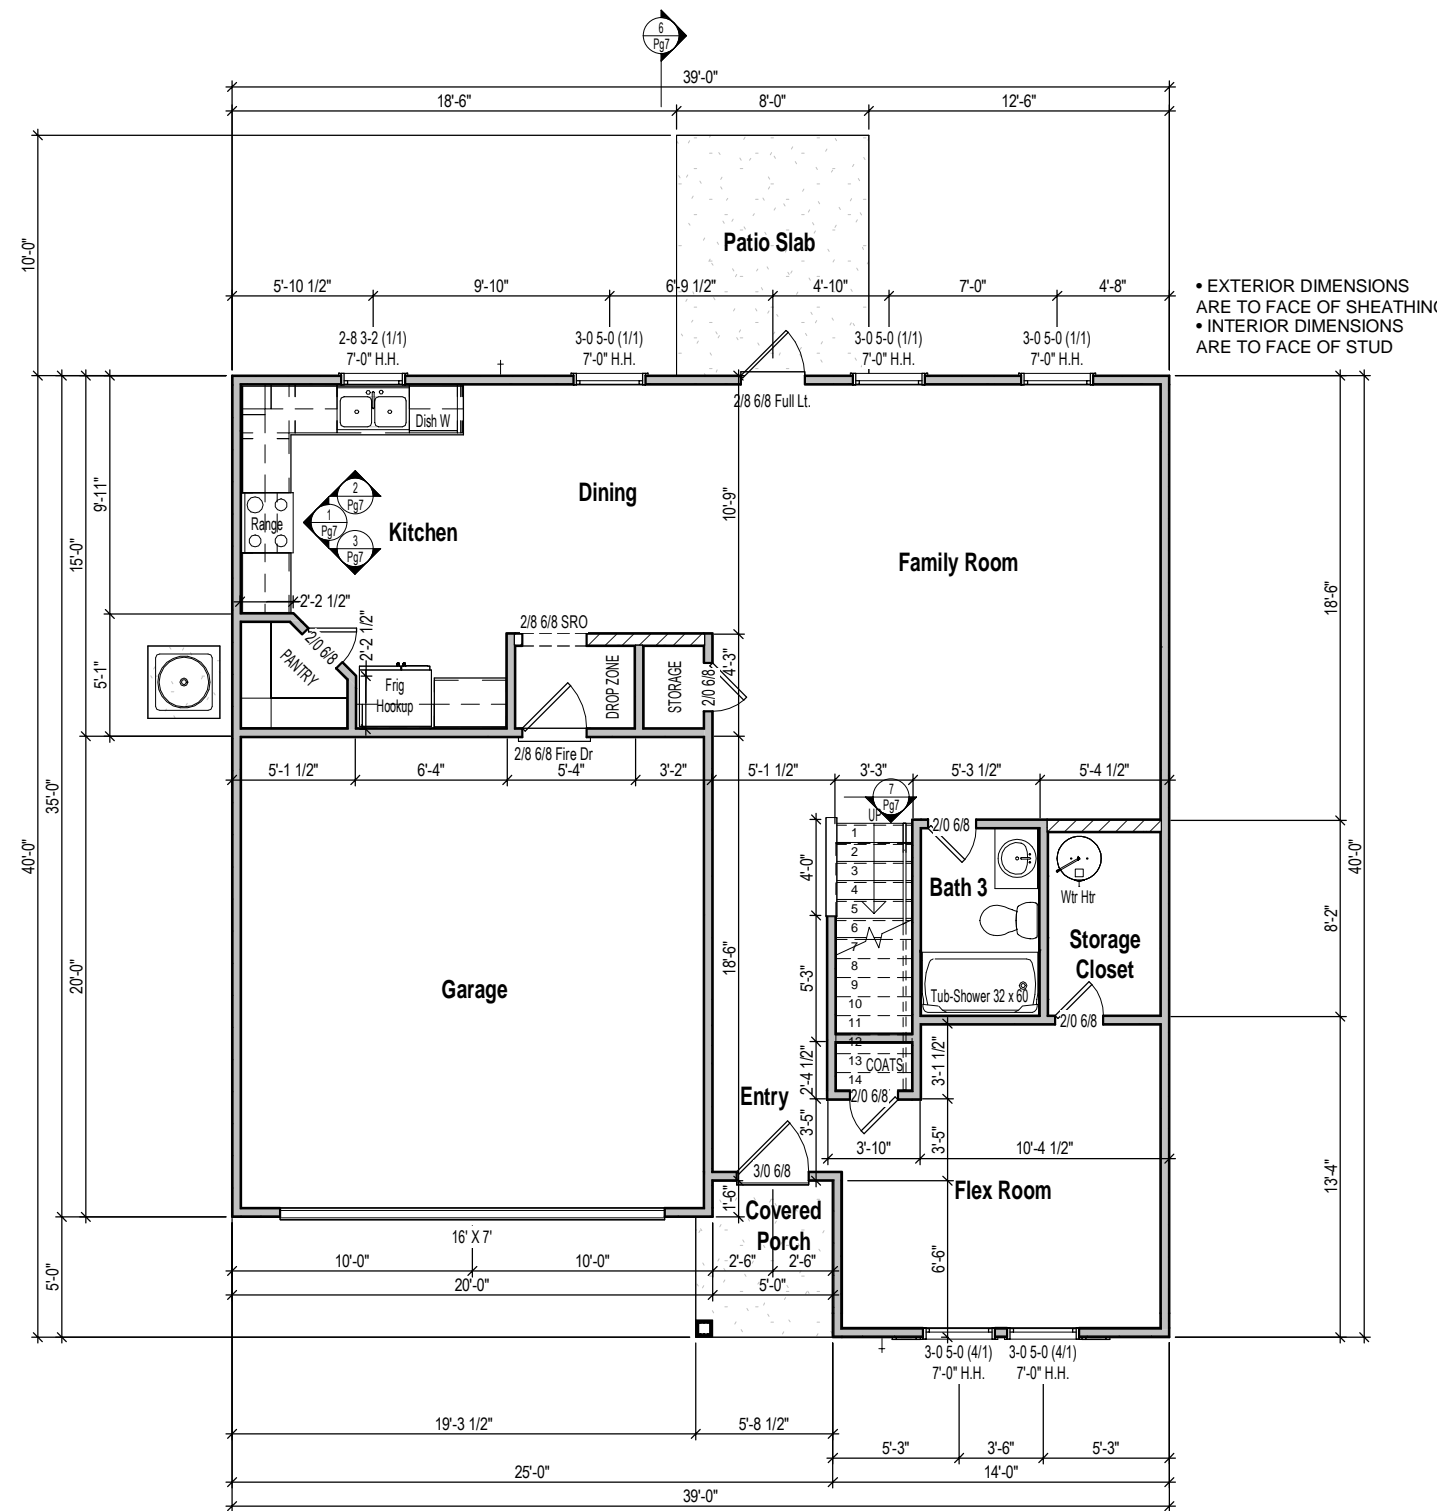 6
Pg7
39'-0"
18'-6"
8'-0"
12'-6"
10'-0"
Patio Slab
5'-10 1/2"
9'-10"
6'-9 1/2"
4'-10"
7'-0"
4'-8"
• EXTERIOR DIMENSIONS
ARE TO FACE OF SHEATHING
• INTERIOR DIMENSIONS
ARE TO FACE OF STUD
2-8 3-2 (1/1)
7'-0" H.H.
3-0 5-0 (1/1)
7'-0" H.H.
3-0 5-0 (1/1)
7'-0" H.H.
3-0 5-0 (1/1)
7'-0" H.H.
2/8 6/8 Full Lt.
Dish W
9'-11"
15'-0"
2
Pg7
1
Pg7
3
Pg7
Range
Kitchen
Dining
10'-9"
Family Room
18'-6"
2'-2 1/2"
2'-2 1/2"
2/8 6/8 SRO
2/0 6/8
PANTRY
5'-1"
Frig
Hookup
DROP ZONE
STORAGE
2/0 6/8
4'-3"
2/8 6/8 Fire Dr
5'-1 1/2"
6'-4"
5'-4"
3'-2"
5'-1 1/2"
3'-3"
5'-3 1/2"
5'-4 1/2"
7
Pg7
UP
35'-0"
40'-0"
40'-0"
1
2
3
4
5
6
7
8
9
10
11
12
13
14
4'-0"
2/0 6/8
Bath 3
Wtr Htr
8'-2"
Storage
Closet
20'-0"
18'-6"
5'-3"
Garage
Tub-Shower 32 x 60
2/0 6/8
COATS
2'-4 1/2"
3'-1 1/2"
2/0 6/8
Entry
3'-5"
3'-5"
3'-10"
10'-4 1/2"
3/0 6/8
Flex Room
13'-4"
1'-6"
Covered
Porch
16' X 7'
10'-0"
10'-0"
2'-6"
2'-6"
6'-6"
5'-0"
20'-0"
5'-0"
3-0 5-0 (4/1)
7'-0" H.H.
3-0 5-0 (4/1)
7'-0" H.H.
19'-3 1/2"
5'-8 1/2"
5'-3"
3'-6"
5'-3"
25'-0"
14'-0"
39'-0"